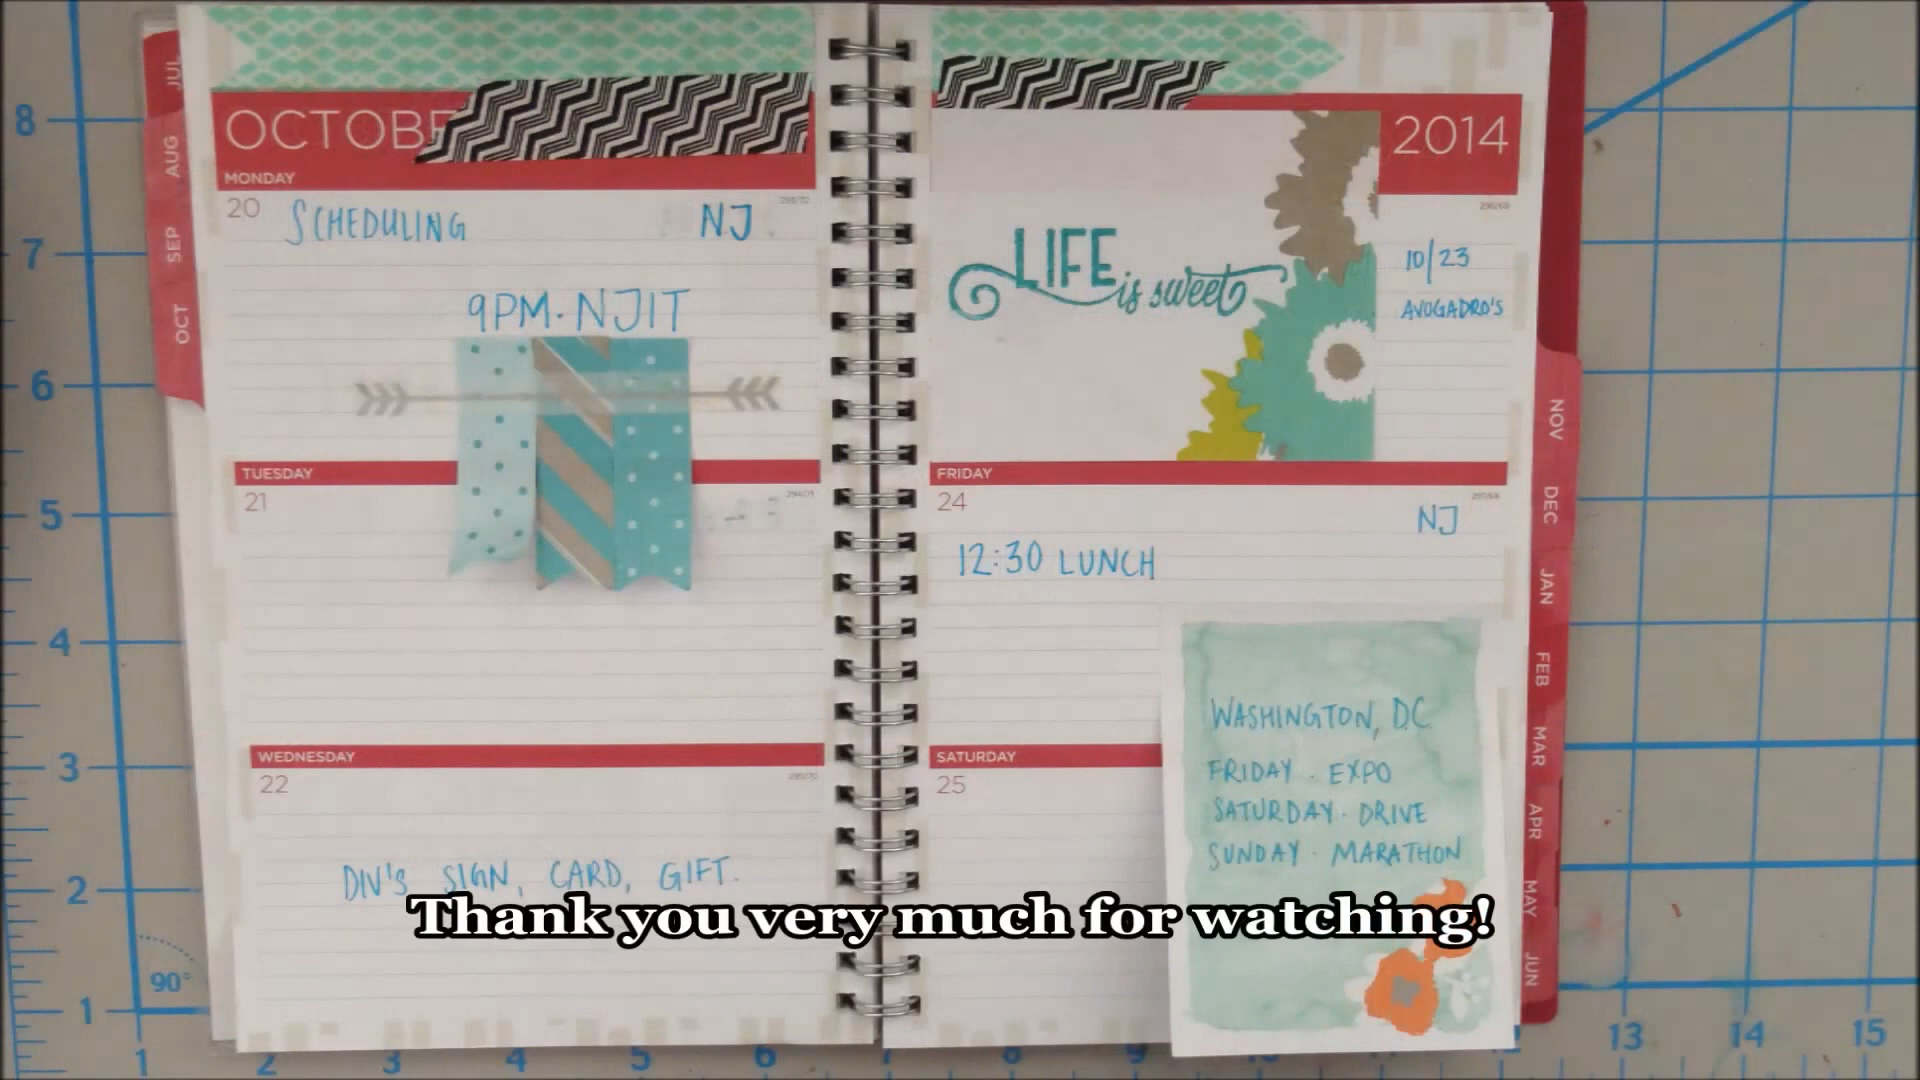 OCTOBE
MONDAY
20 SCHEDULING NJ
9PM·NJIT
TUESDAY
21
WEDNESDAY
22
DIV'S SIGN, CARD, GIFT.
2014
LIFE
is sweet
10/23
AVOGADRO'S
FRIDAY
24
NJ
12:30 LUNCH
SATURDAY
25
WASHINGTON, D.C
FRIDAY · EXPO
SATURDAY · DRIVE
SUNDAY · MARATHON
Thank you very much for watching!
JUL
AUG
SEP
OCT
NOV
DEC
JAN
FEB
MAR
APR
MAY
JUN
8
7
6
5
4
3
2
1
90°
1 2 3 4 5 6 7 8 9 13 14 15